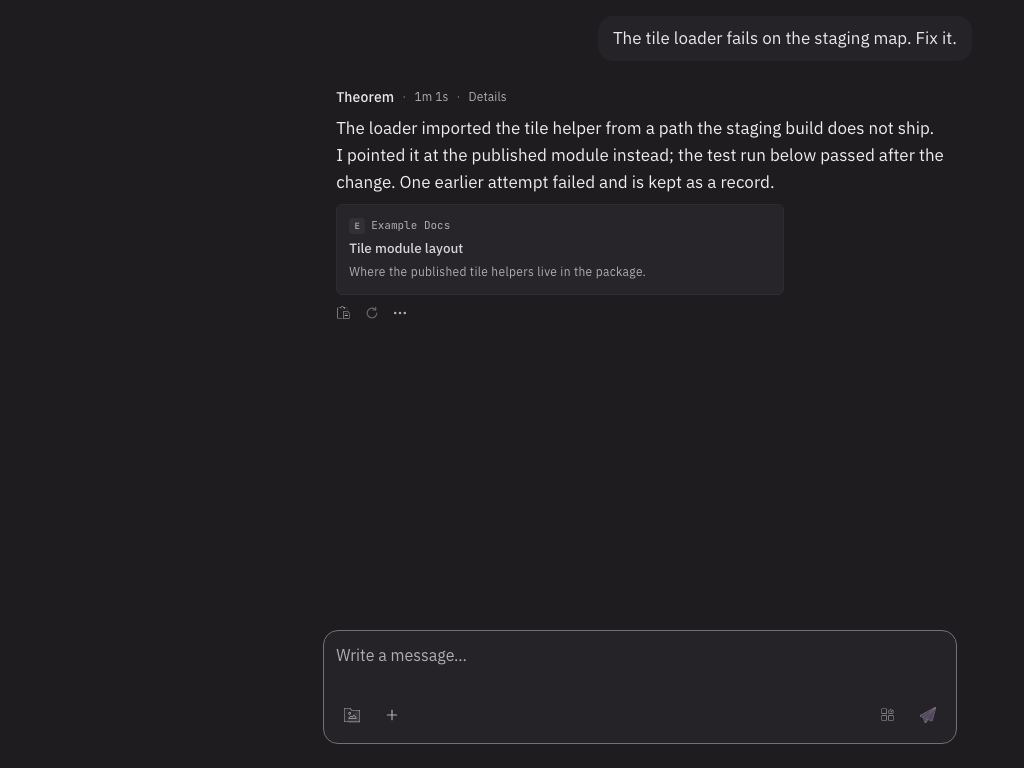 The tile loader fails on the staging map. Fix it.
Theorem · 1m 1s · Details
The loader imported the tile helper from a path the staging build does not ship.
I pointed it at the published module instead; the test run below passed after the
change. One earlier attempt failed and is kept as a record.
E Example Docs
Tile module layout
Where the published tile helpers live in the package.
Write a message...